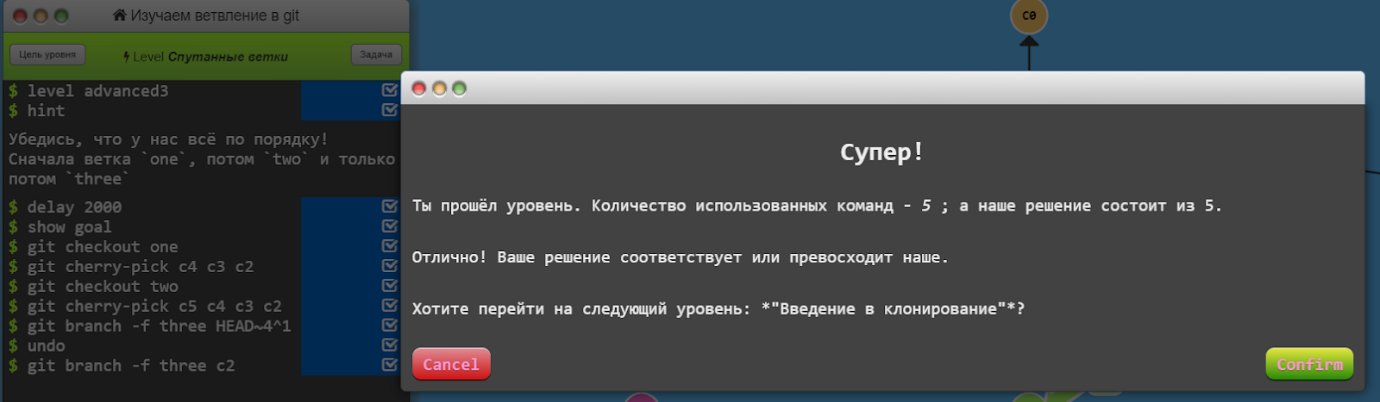 Изучаем ветвление в git
Цель уровня
Level Спутанные ветки
Задача
$ level advanced3
$ hint
Убедись, что у нас всё по порядку!
Сначала ветка `one`, потом `two` и только
потом `three`
$ delay 2000
$ show goal
$ git checkout one
$ git cherry-pick c4 c3 c2
$ git checkout two
$ git cherry-pick c5 c4 c3 c2
$ git branch -f three HEAD~4^1
$ undo
$ git branch -f three c2
c0
Супер!
Ты прошёл уровень. Количество использованных команд - 5 ; а наше решение состоит из 5.
Отлично! Ваше решение соответствует или превосходит наше.
Хотите перейти на следующий уровень: *"Введение в клонирование"*?
Cancel
Confirm